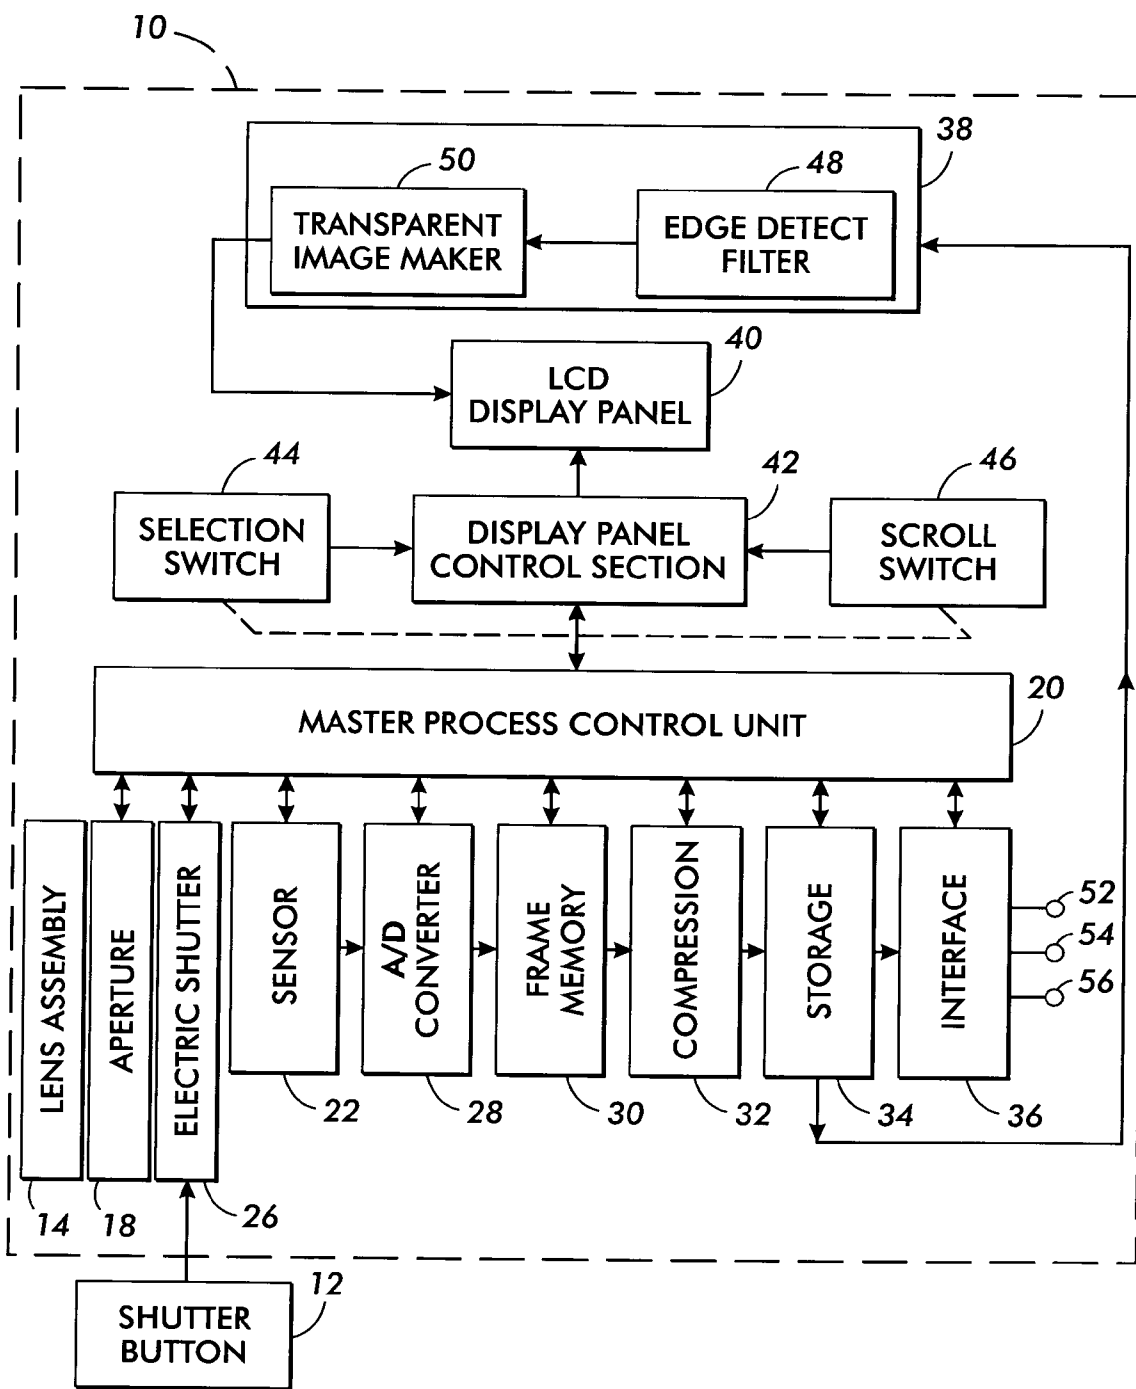 10
38
50
48
TRANSPARENT
IMAGE MAKER
EDGE DETECT
FILTER
40
LCD
DISPLAY PANEL
44
42
46
SELECTION
SWITCH
DISPLAY PANEL
CONTROL SECTION
SCROLL
SWITCH
20
MASTER PROCESS CONTROL UNIT
LENS ASSEMBLY
APERTURE
ELECTRIC SHUTTER
SENSOR
A/D
CONVERTER
FRAME
MEMORY
COMPRESSION
STORAGE
INTERFACE
52
54
56
22
28
30
32
34
36
14
18
26
12
SHUTTER
BUTTON